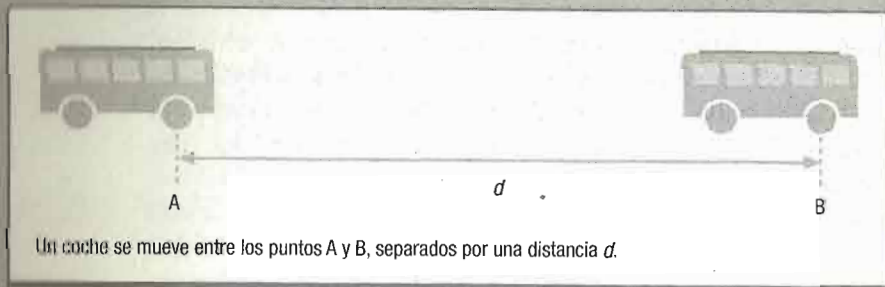 d
A
B
Un coche se mueve entre los puntos A y B, separados por una distancia d.